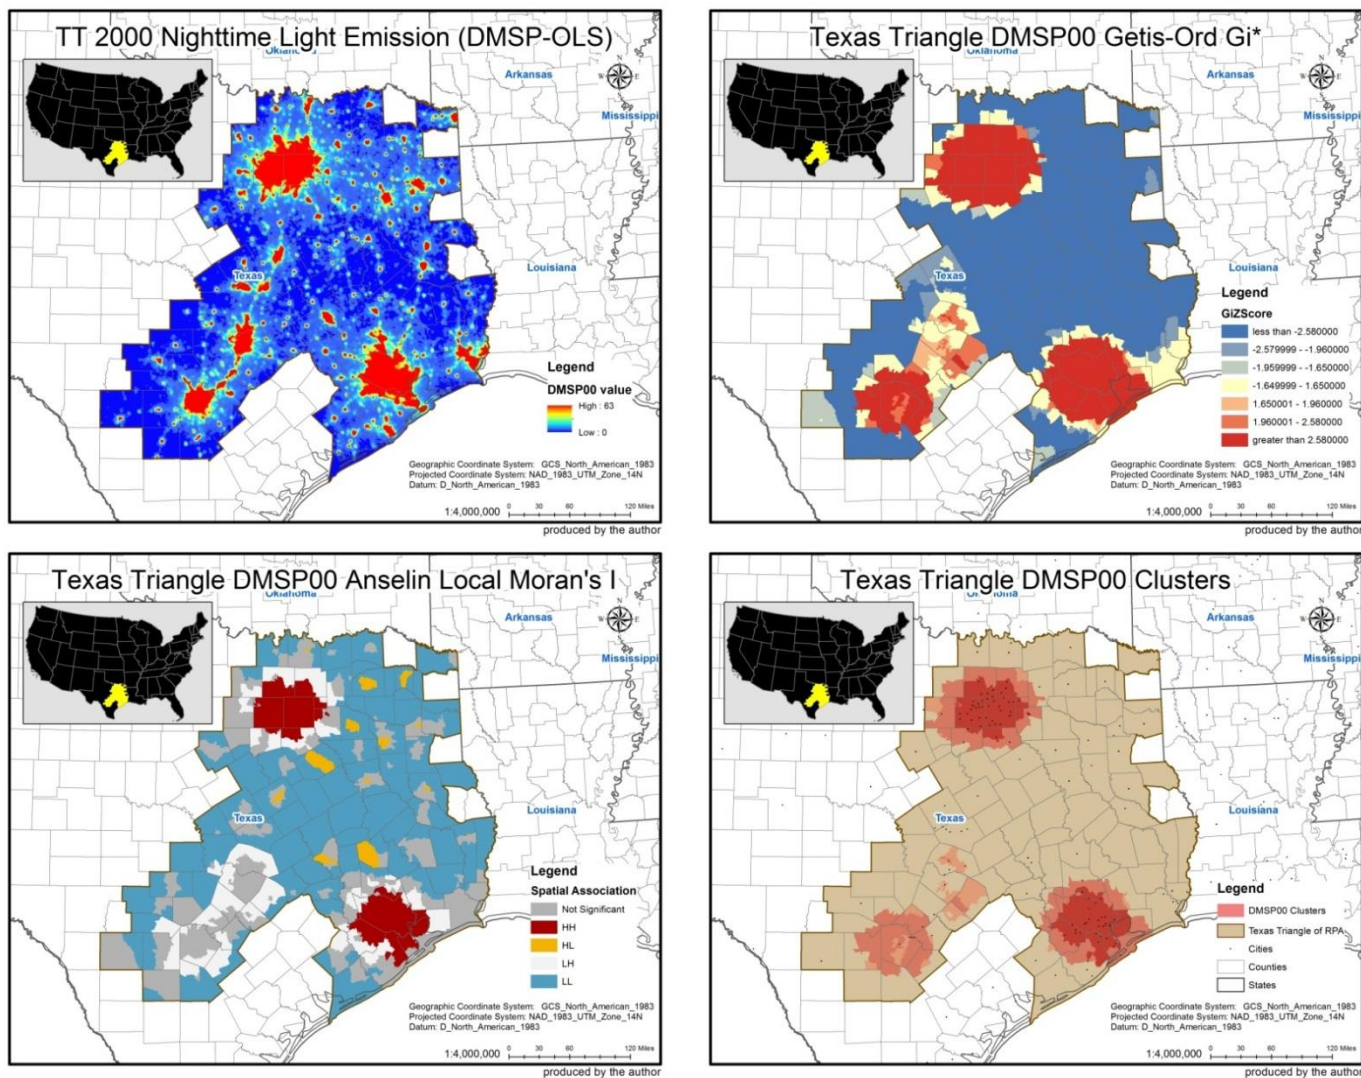 TT 2000 Nighttime Light Emission (DMSP-OLS)
Oklahoma
Arkansas
N
W E
S
Mississippi
Texas
Louisiana
Legend
DMSP00 value
High : 63
Low : 0
Geographic Coordinate System: GCS_North_American_1983
Projected Coordinate System: NAD_1983_UTM_Zone_14N
Datum: D_North_American_1983
1:4,000,000
0 30 60 120 Miles
produced by the author
Texas Triangle DMSP00 Getis-Ord Gi*
Oklahoma
Arkansas
N
W E
S
Mississippi
Texas
Louisiana
Legend
GiZScore
less than -2.580000
-2.579999 - -1.960000
-1.959999 - -1.650000
-1.649999 - 1.650000
1.650001 - 1.960000
1.960001 - 2.580000
greater than 2.580000
Geographic Coordinate System: GCS_North_American_1983
Projected Coordinate System: NAD_1983_UTM_Zone_14N
Datum: D_North_American_1983
1:4,000,000
0 30 60 120 Miles
produced by the author
Texas Triangle DMSP00 Anselin Local Moran's I
Oklahoma
Arkansas
N
W E
S
Mississippi
Texas
Louisiana
Legend
Spatial Association
Not Significant
HH
HL
LH
LL
Geographic Coordinate System: GCS_North_American_1983
Projected Coordinate System: NAD_1983_UTM_Zone_14N
Datum: D_North_American_1983
1:4,000,000
0 30 60 120 Miles
produced by the author
Texas Triangle DMSP00 Clusters
Oklahoma
Arkansas
N
W E
S
Mississippi
Texas
Louisiana
Legend
DMSP00 Clusters
Texas Triangle of RPA
Cities
Counties
States
Geographic Coordinate System: GCS_North_American_1983
Projected Coordinate System: NAD_1983_UTM_Zone_14N
Datum: D_North_American_1983
1:4,000,000
0 30 60 120 Miles
produced by the author